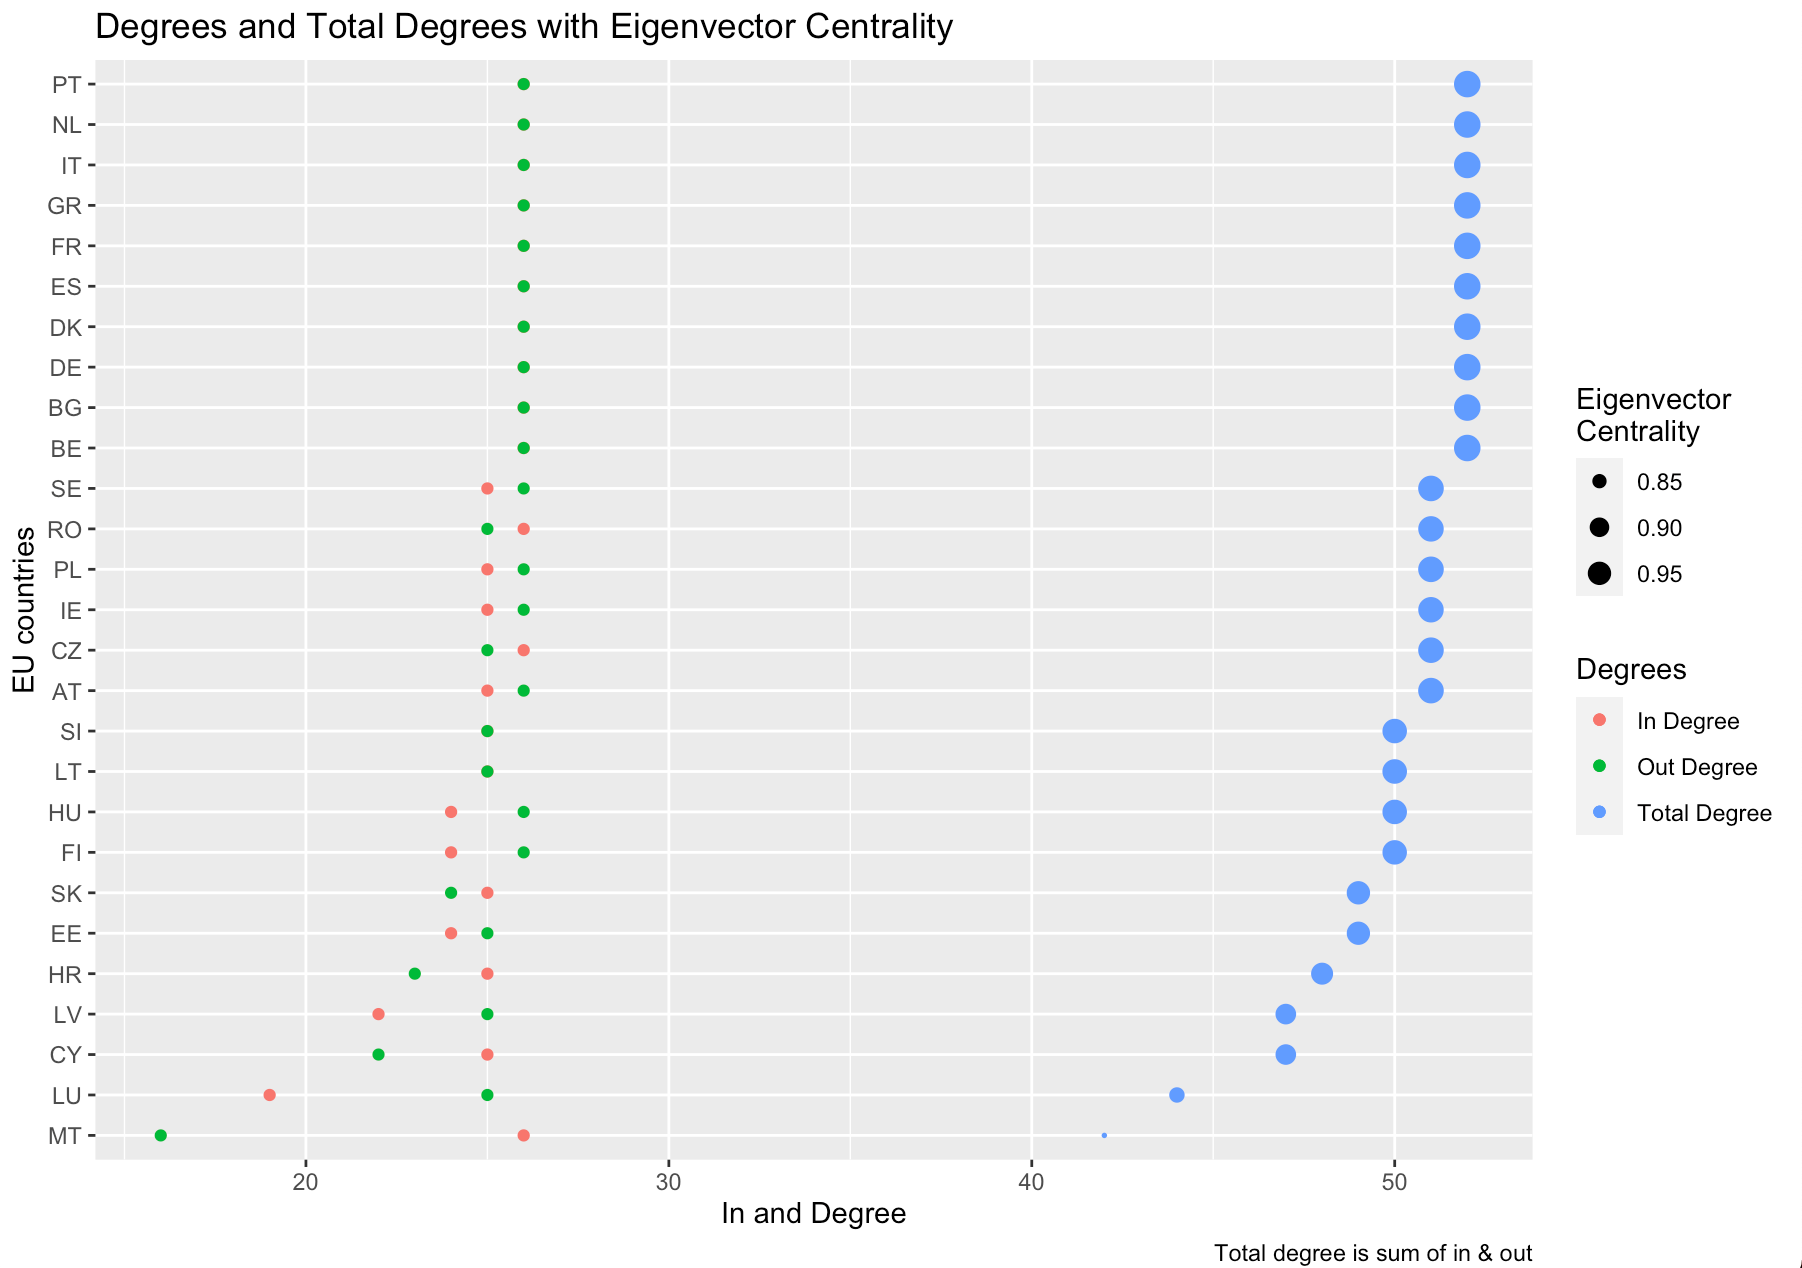 Degrees and Total Degrees with Eigenvector Centrality
PT
NL
IT
GR
FR
ES
DK
DE
BG
BE
SE
RO
PL
IE
CZ
AT
SI
LT
HU
FI
SK
EE
HR
LV
CY
LU
MT
EU countries
20 30 40 50
In and Degree
Total degree is sum of in & out
Eigenvector
Centrality
0.85
0.90
0.95
Degrees
In Degree
Out Degree
Total Degree